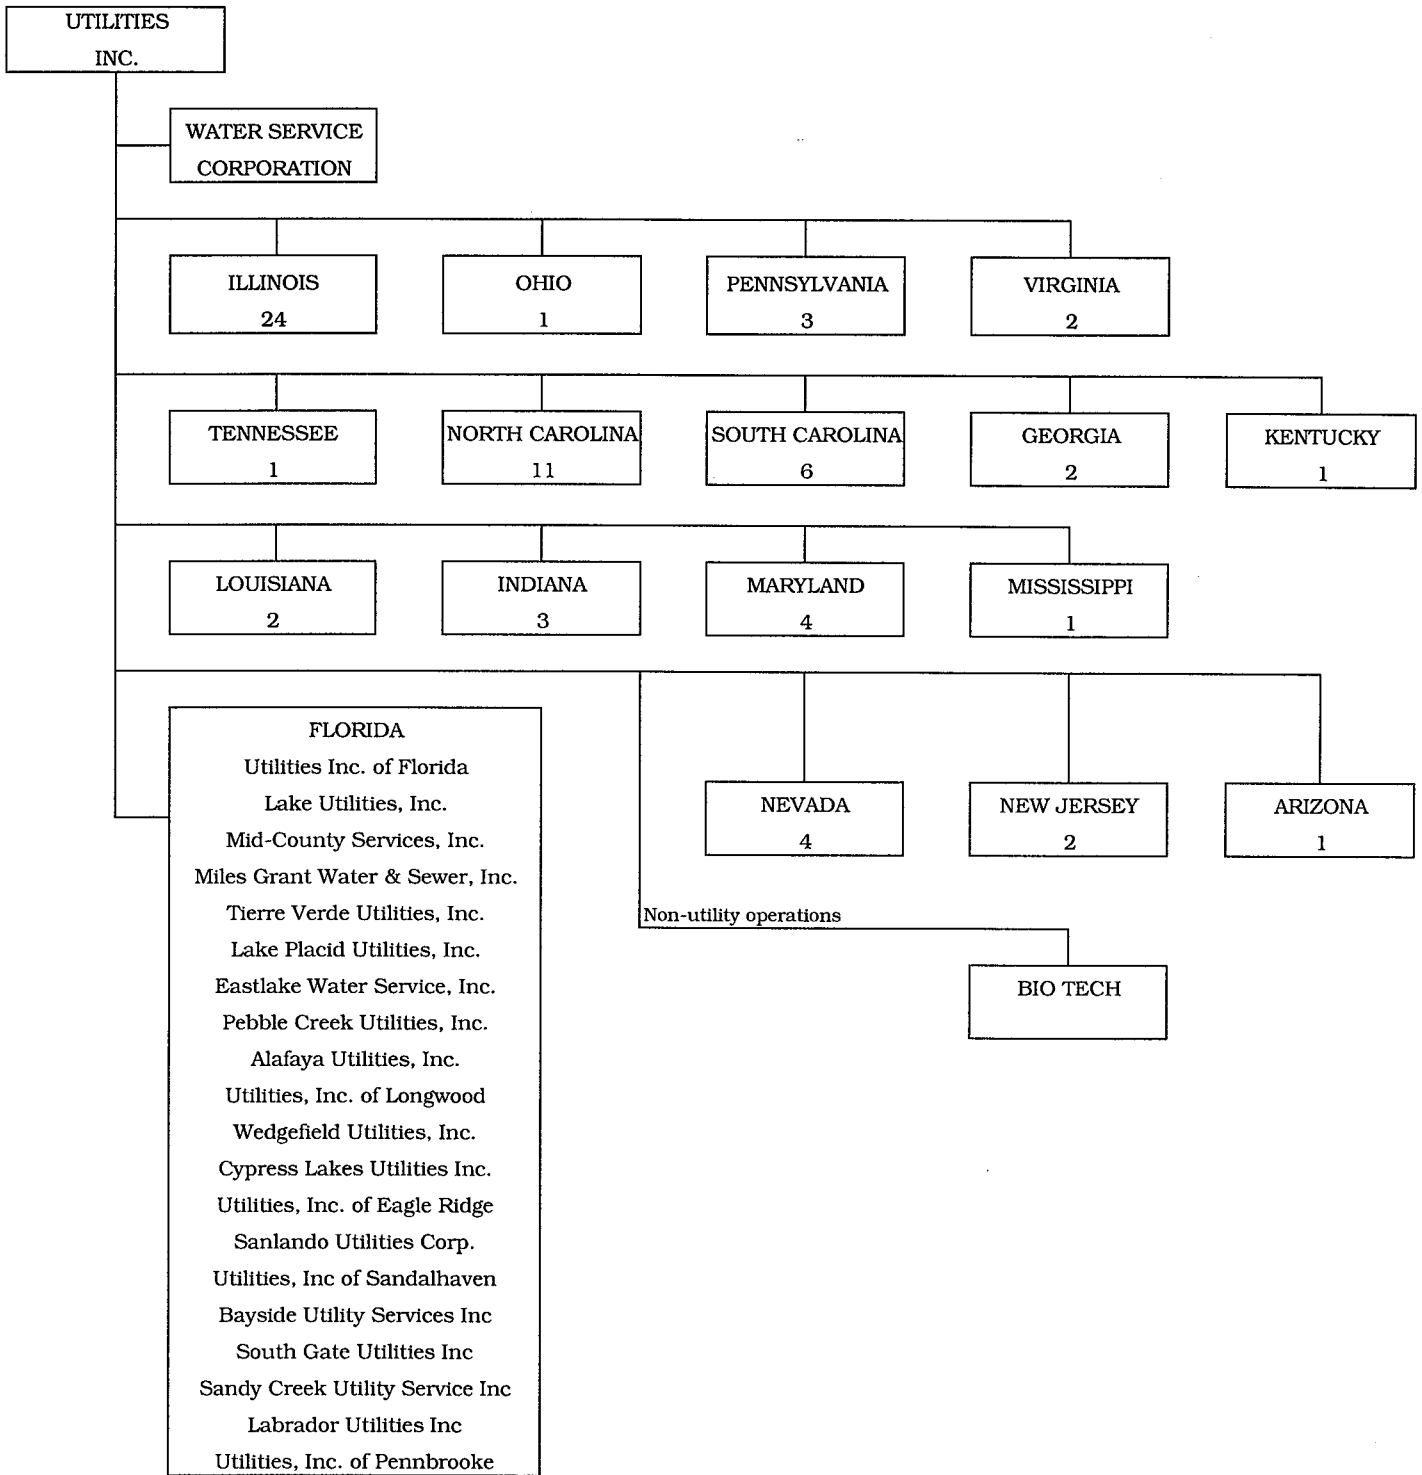 UTILITIES
INC.
WATER SERVICE
CORPORATION
ILLINOIS
24
OHIO
1
PENNSYLVANIA
3
VIRGINIA
2
TENNESSEE
1
NORTH CAROLINA
11
SOUTH CAROLINA
6
GEORGIA
2
KENTUCKY
1
LOUISIANA
2
INDIANA
3
MARYLAND
4
MISSISSIPPI
1
FLORIDA
Utilities Inc. of Florida
Lake Utilities, Inc.
Mid-County Services, Inc.
Miles Grant Water & Sewer, Inc.
Tierre Verde Utilities, Inc.
Lake Placid Utilities, Inc.
Eastlake Water Service, Inc.
Pebble Creek Utilities, Inc.
Alafaya Utilities, Inc.
Utilities, Inc. of Longwood
Wedgefield Utilities, Inc.
Cypress Lakes Utilities Inc.
Utilities, Inc. of Eagle Ridge
Sanlando Utilities Corp.
Utilities, Inc of Sandalhaven
Bayside Utility Services Inc
South Gate Utilities Inc
Sandy Creek Utility Service Inc
Labrador Utilities Inc
Utilities, Inc. of Pennbrooke
NEVADA
4
NEW JERSEY
2
ARIZONA
1
Non-utility operations
BIO TECH